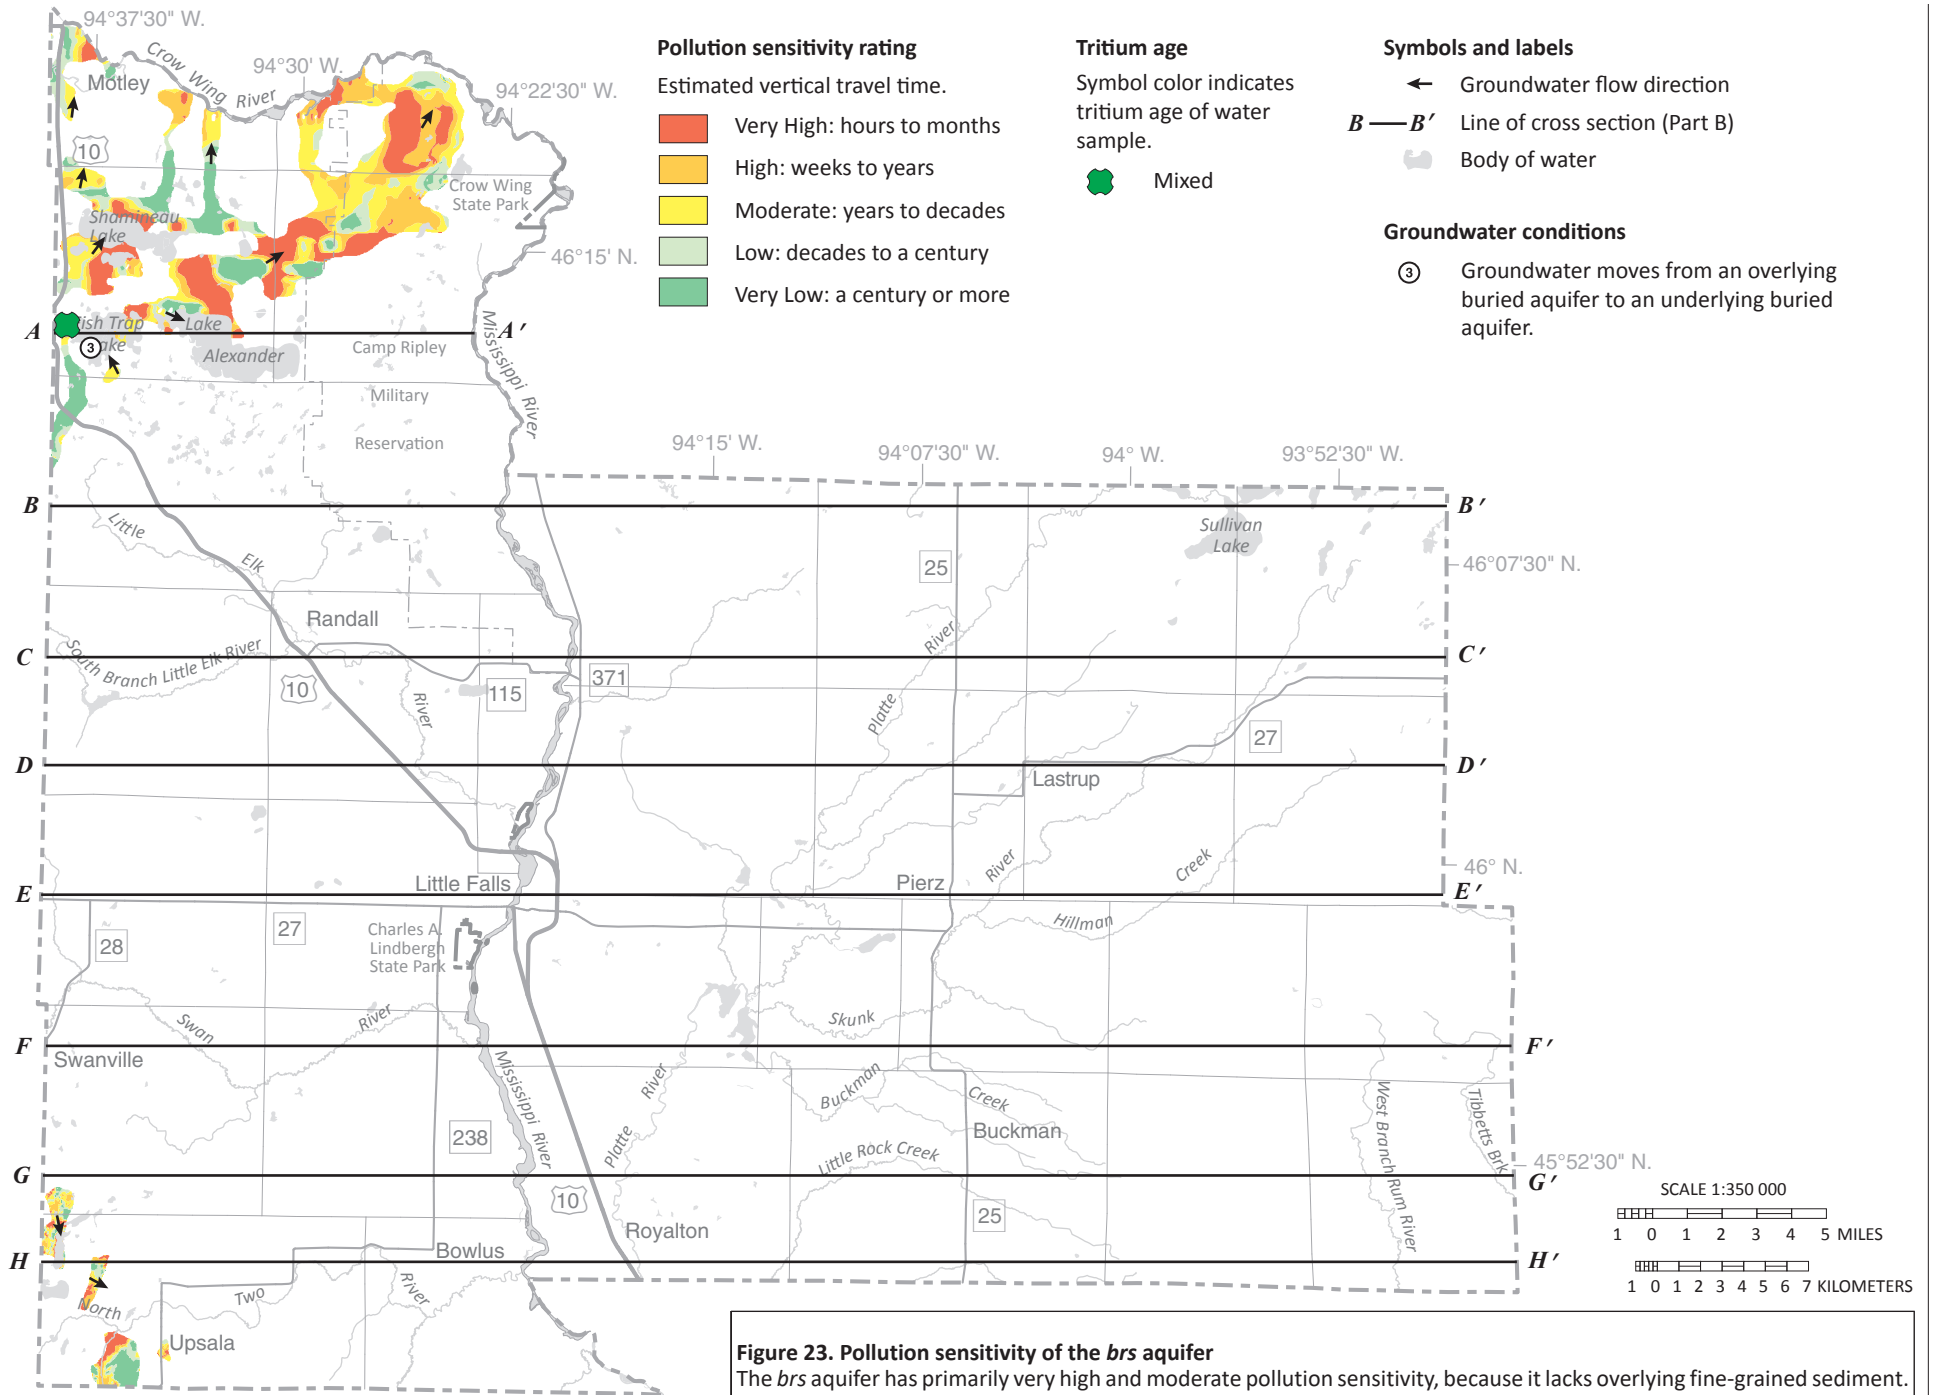 94°37'30" W.
Crow Wing River
94°30' W.
94°22'30" W.
Motley
10
Shamineau
Lake
Crow Wing
State Park
46°15' N.
A
Fish Trap
Lake
3
Lake
Alexander
A'
Camp Ripley
Military
Reservation
Mississippi River
Pollution sensitivity rating
Estimated vertical travel time.
Very High: hours to months
High: weeks to years
Moderate: years to decades
Low: decades to a century
Very Low: a century or more
Tritium age
Symbol color indicates
tritium age of water
sample.
Mixed
Symbols and labels
Groundwater flow direction
B B' Line of cross section (Part B)
Body of water
Groundwater conditions
3 Groundwater moves from an overlying
buried aquifer to an underlying buried
aquifer.
94°15' W.
94°07'30" W.
94° W.
93°52'30" W.
B
B'
Sullivan
Lake
Little
Elk
River
25
46°07'30" N.
Randall
Platte
River
C
C'
South Branch Little Elk River
10
115
371
27
D
D'
Lastrup
Little Falls
Pierz
River
Creek
46° N.
E
E'
28
27
Charles A.
Lindbergh
State Park
Hillman
Swan
River
Skunk
F
F'
Swanville
Mississippi River
Platte
River
Buckman
Creek
Buckman
West Branch Rum River
Tibbetts Brk
238
Little Rock Creek
45°52'30" N.
G
G'
10
25
Royalton
Bowlus
H
H'
North
Two
River
Upsala
SCALE 1:350 000
1 0 1 2 3 4 5 MILES
1 0 1 2 3 4 5 6 7 KILOMETERS
Figure 23. Pollution sensitivity of the brs aquifer
The brs aquifer has primarily very high and moderate pollution sensitivity, because it lacks overlying fine-grained sediment.